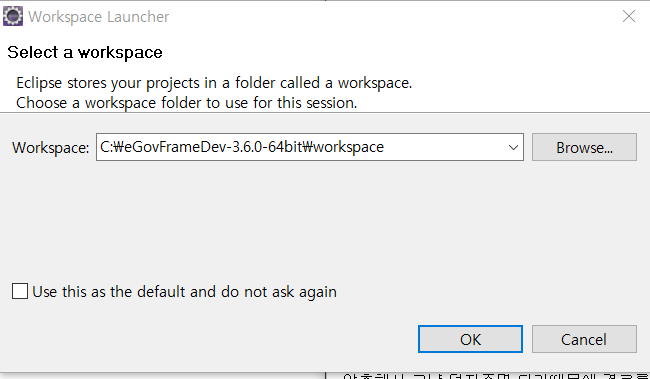 Workspace Launcher
Select a workspace
Eclipse stores your projects in a folder called a workspace.
Choose a workspace folder to use for this session.
Workspace: C:₩eGovFrameDev-3.6.0-64bit₩workspace Browse...
Use this as the default and do not ask again
OK Cancel